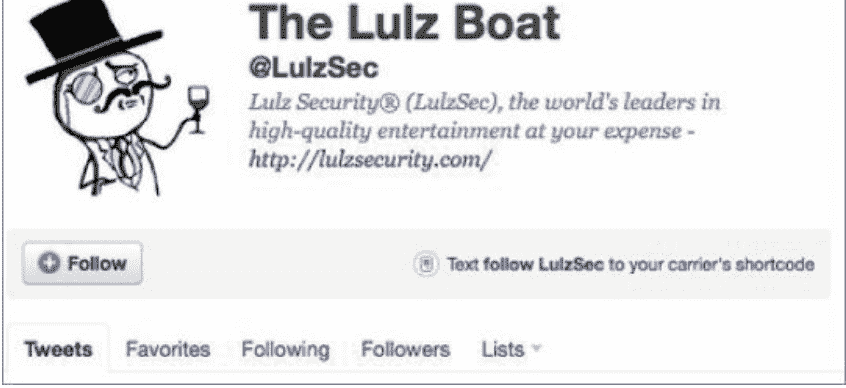 The Lulz Boat
@LulzSec
Lulz Security® (LulzSec), the world's leaders in
high-quality entertainment at your expense -
http://lulzsecurity.com/
Follow
Text follow LulzSec to your carrier's shortcode
Tweets Favorites Following Followers Lists